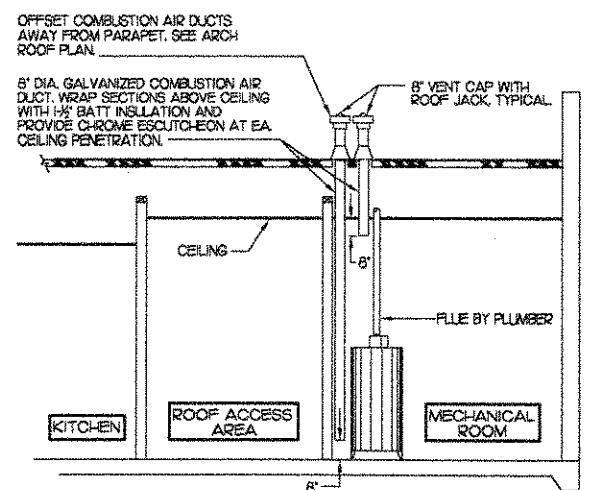 OFFSET COMBUSTION AIR DUCTS
AWAY FROM PARAPET. SEE ARCH
ROOF PLAN.
8" DIA. GALVANIZED COMBUSTION AIR
DUCT. WRAP SECTIONS ABOVE CEILING
WITH 1-½" BATT INSULATION AND
PROVIDE CHROME ESCUTCHEON AT EA.
CEILING PENETRATION.
8" VENT CAP WITH
ROOF JACK, TYPICAL.
CEILING
8"
FLUE BY PLUMBER
KITCHEN
ROOF ACCESS
AREA
MECHANICAL
ROOM
8"